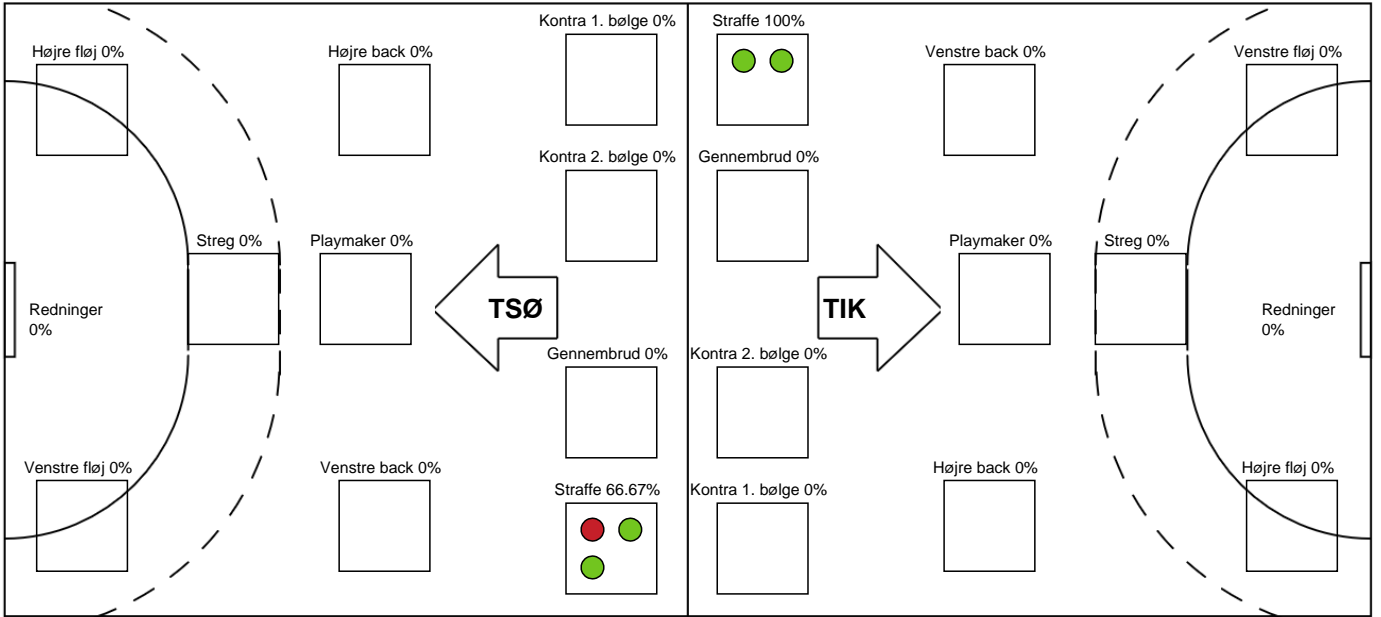 Kontra 1. bølge 0%
Straffe 100%
Højre fløj 0%
Højre back 0%
Venstre back 0%
Venstre fløj 0%
Kontra 2. bølge 0%
Gennembrud 0%
Streg 0%
Playmaker 0%
Playmaker 0%
Streg 0%
Redninger
0%
TSØ
TIK
Redninger
0%
Gennembrud 0%
Kontra 2. bølge 0%
Venstre fløj 0%
Venstre back 0%
Højre back 0%
Højre fløj 0%
Straffe 66.67%
Kontra 1. bølge 0%